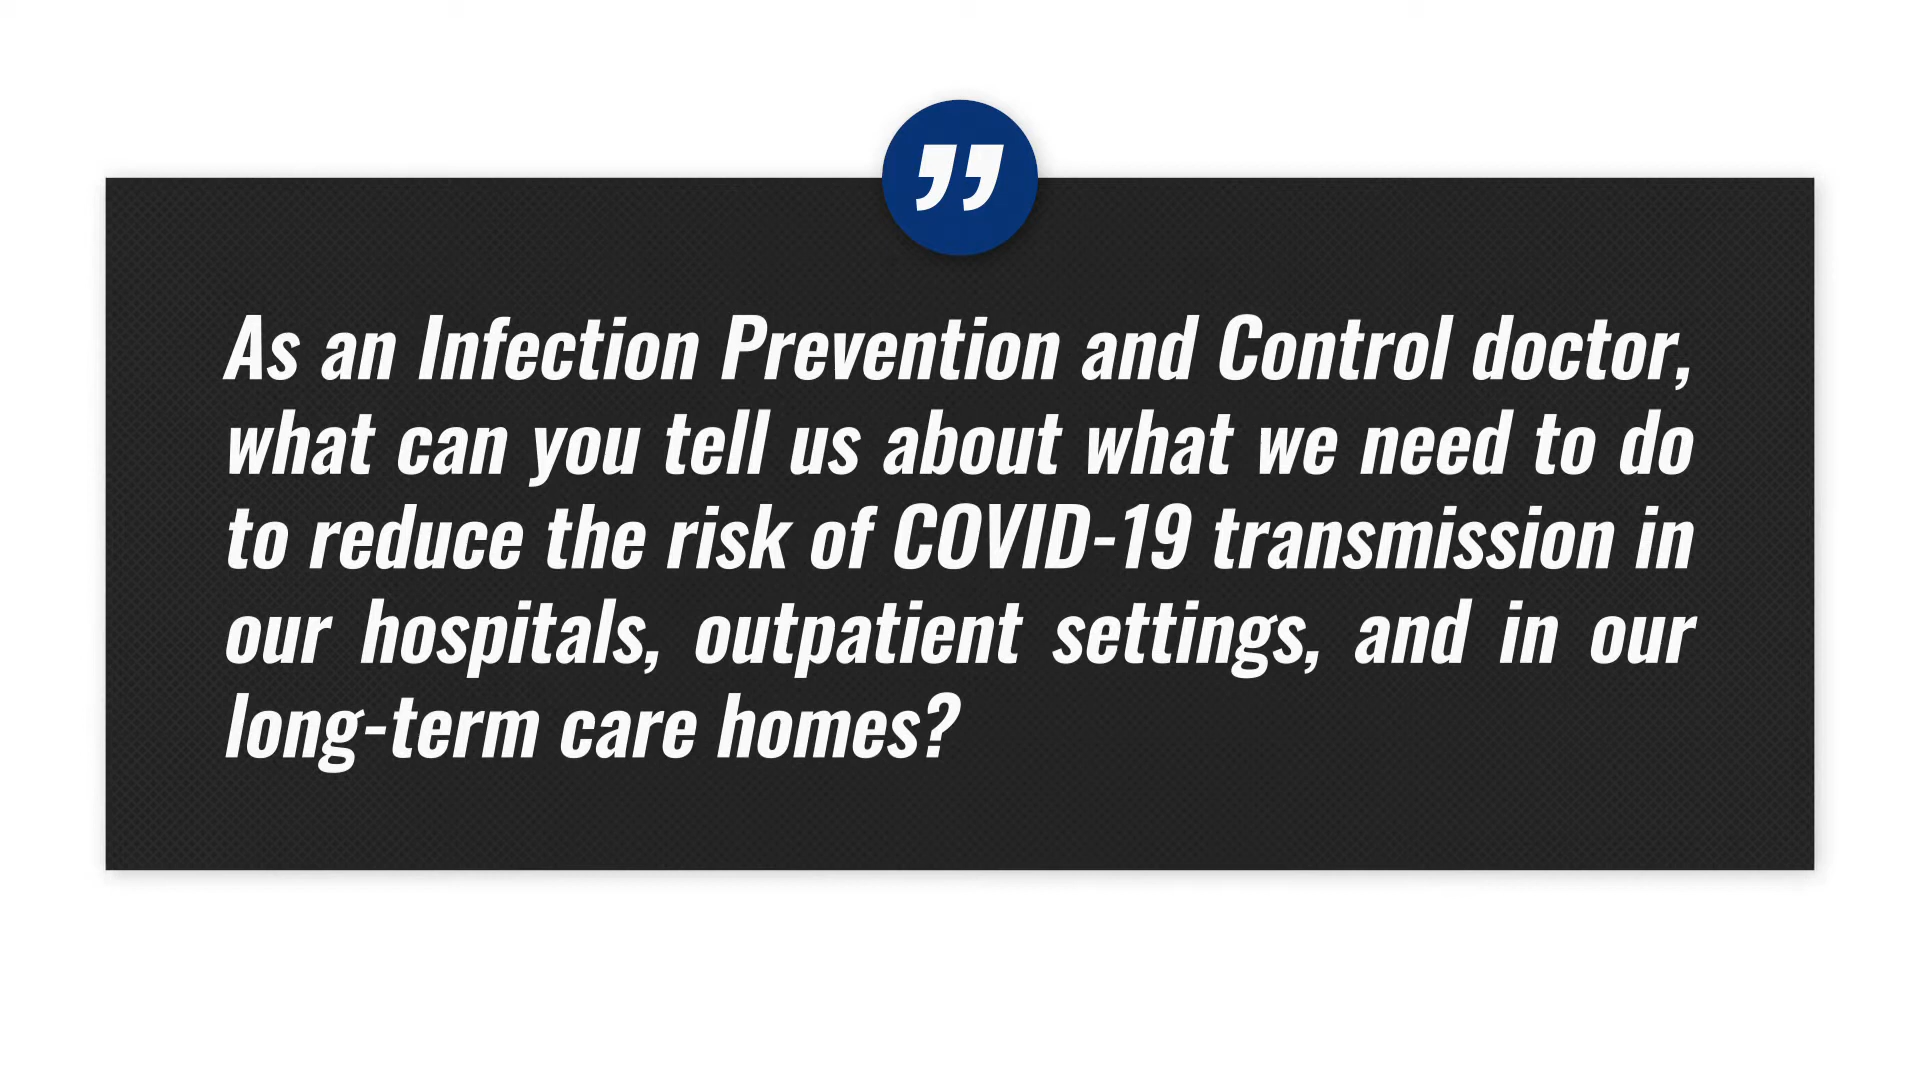 ”
As an Infection Prevention and Control doctor,
what can you tell us about what we need to do
to reduce the risk of COVID-19 transmission in
our hospitals, outpatient settings, and in our
long-term care homes?